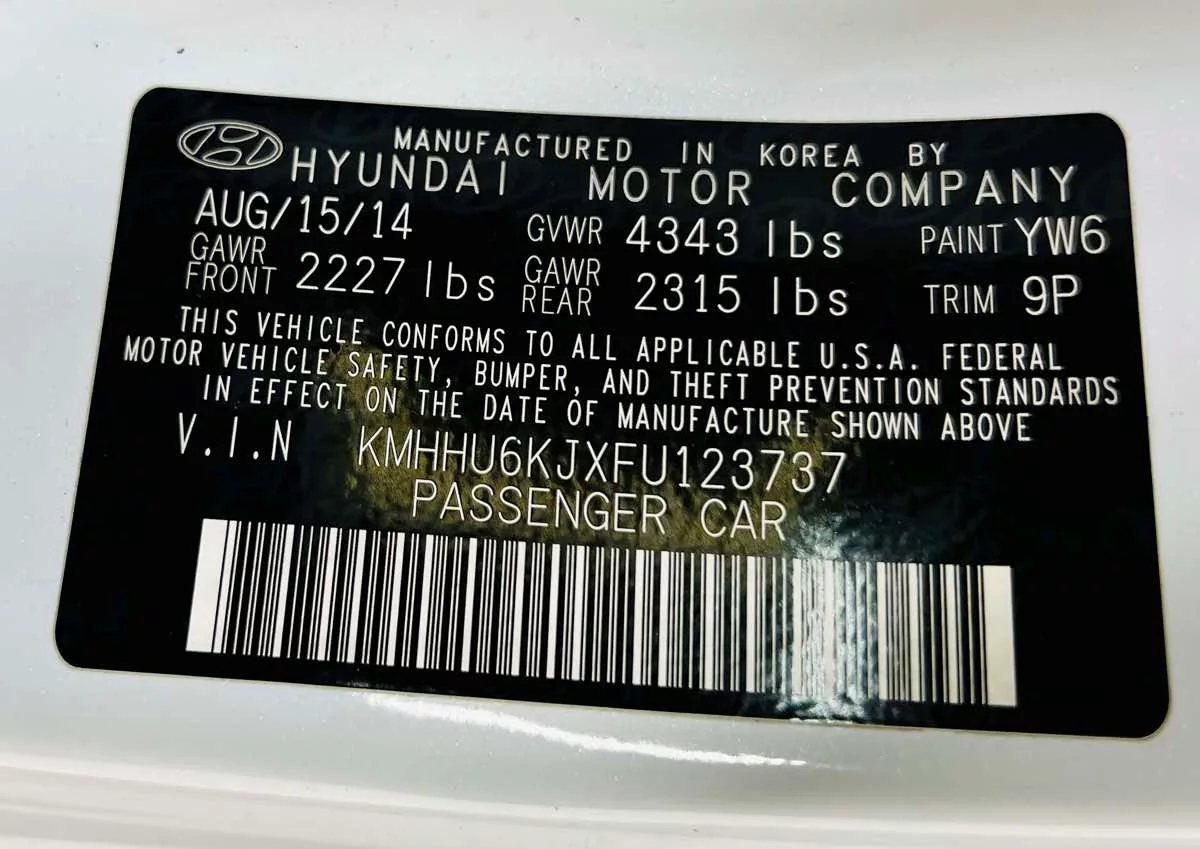 MANUFACTURED IN KOREA BY
HYUNDAI MOTOR COMPANY
AUG/15/14 GVWR 4343 lbs PAINT YW6
GAWR FRONT 2227 lbs GAWR REAR 2315 lbs TRIM 9P
THIS VEHICLE CONFORMS TO ALL APPLICABLE U.S.A. FEDERAL
MOTOR VEHICLE SAFETY, BUMPER, AND THEFT PREVENTION STANDARDS
IN EFFECT ON THE DATE OF MANUFACTURE SHOWN ABOVE
V.I.N KMHHU6KJXFU123737
PASSENGER CAR